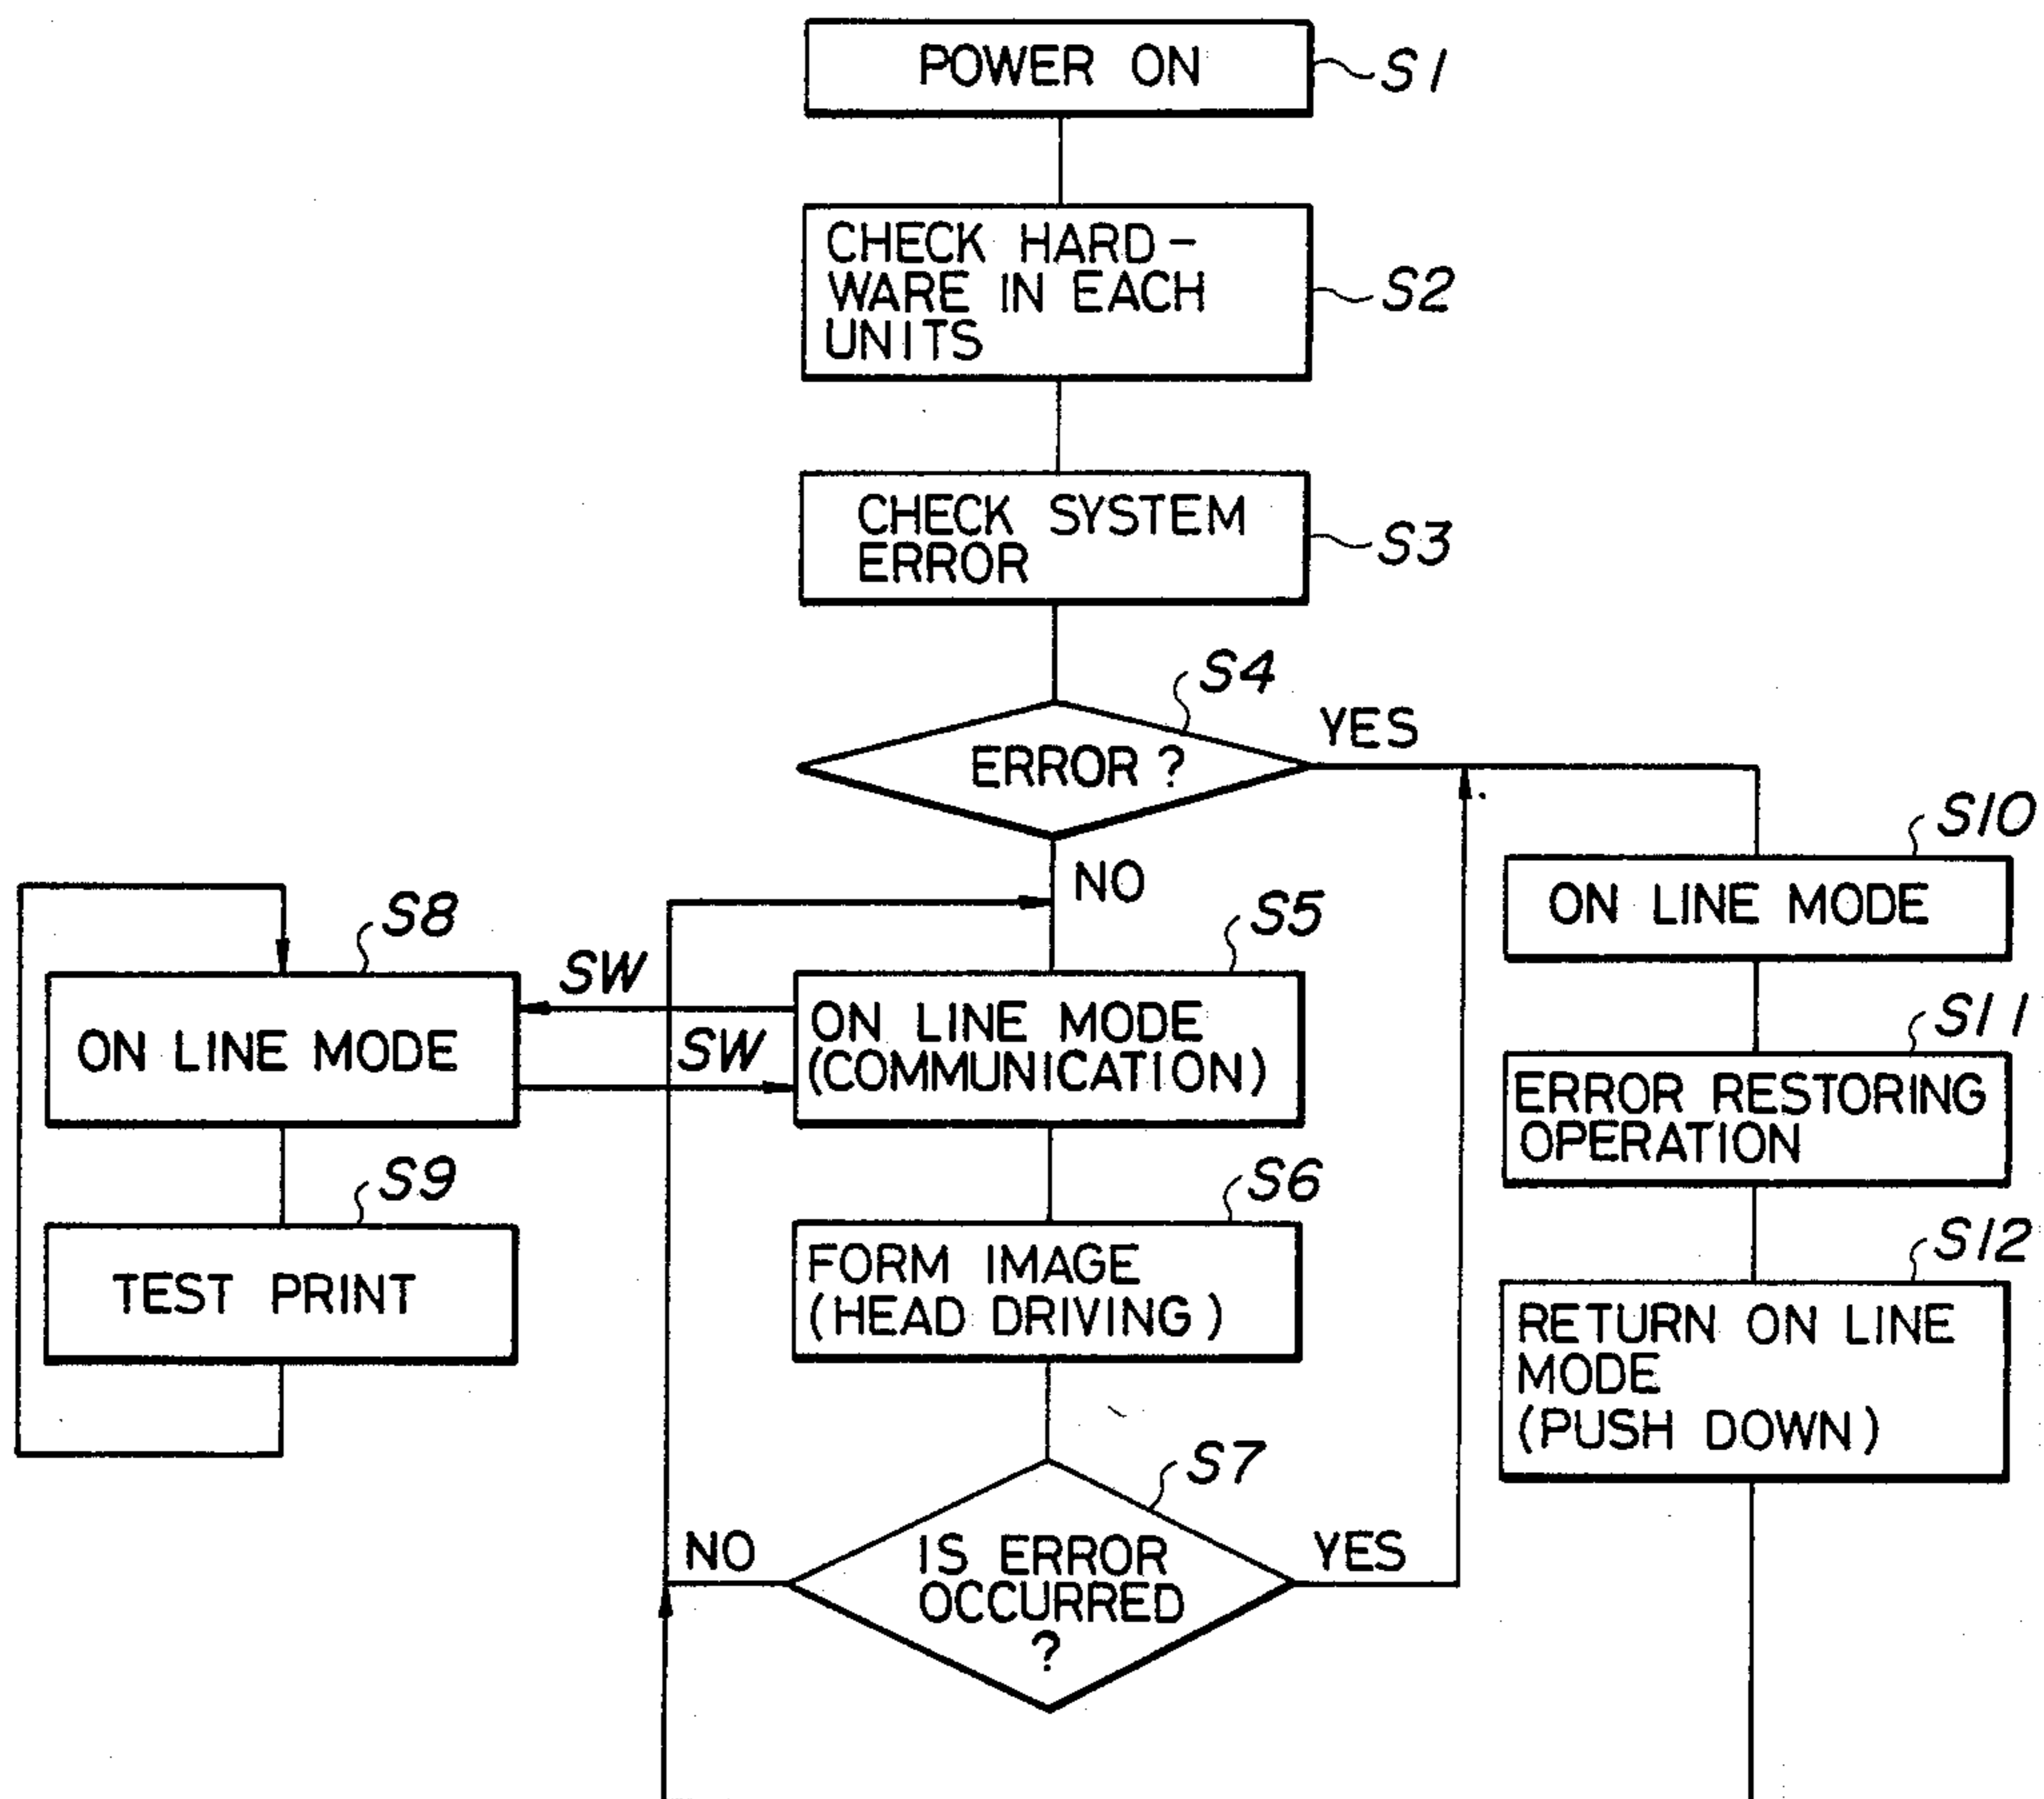 POWER ON
S1
CHECK HARD-
WARE IN EACH
UNITS
S2
CHECK SYSTEM
ERROR
S3
S4
ERROR ?
YES
NO
S10
ON LINE MODE
S8
ON LINE MODE
SW
SW
S5
ON LINE MODE
(COMMUNICATION)
S11
ERROR RESTORING
OPERATION
S9
TEST PRINT
S6
FORM IMAGE
(HEAD DRIVING)
S12
RETURN ON LINE
MODE
(PUSH DOWN)
S7
IS ERROR
OCCURRED
?
NO
YES